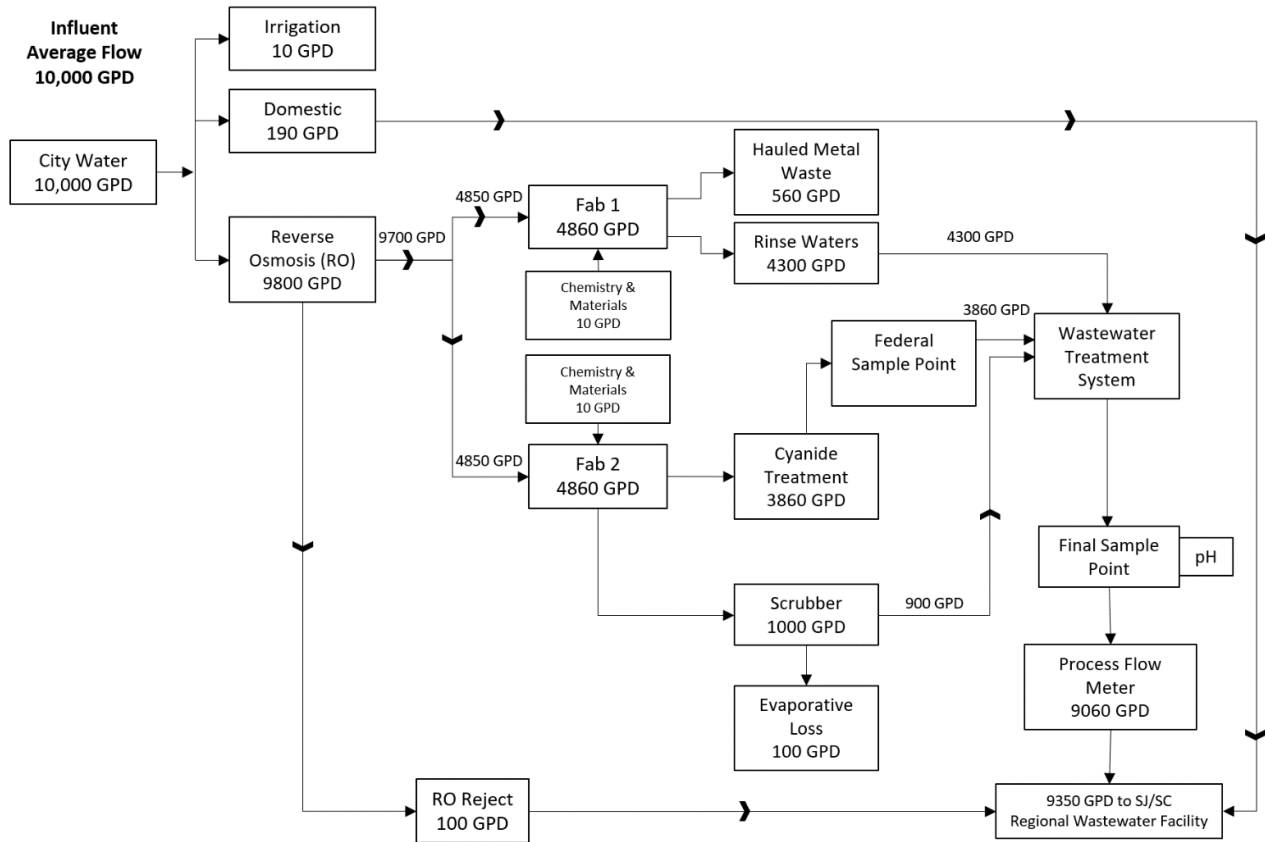 Influent
Average Flow
10,000 GPD
Irrigation
10 GPD
Domestic
190 GPD
City Water
10,000 GPD
Reverse
Osmosis (RO)
9800 GPD
9700 GPD
4850 GPD
Fab 1
4860 GPD
Hauled Metal
Waste
560 GPD
Rinse Waters
4300 GPD
4300 GPD
Chemistry &
Materials
10 GPD
Chemistry &
Materials
10 GPD
Federal
Sample Point
3860 GPD
Wastewater
Treatment
System
4850 GPD
Fab 2
4860 GPD
Cyanide
Treatment
3860 GPD
Final Sample
Point
pH
Scrubber
1000 GPD
900 GPD
Evaporative
Loss
100 GPD
Process Flow
Meter
9060 GPD
RO Reject
100 GPD
9350 GPD to SJ/SC
Regional Wastewater Facility